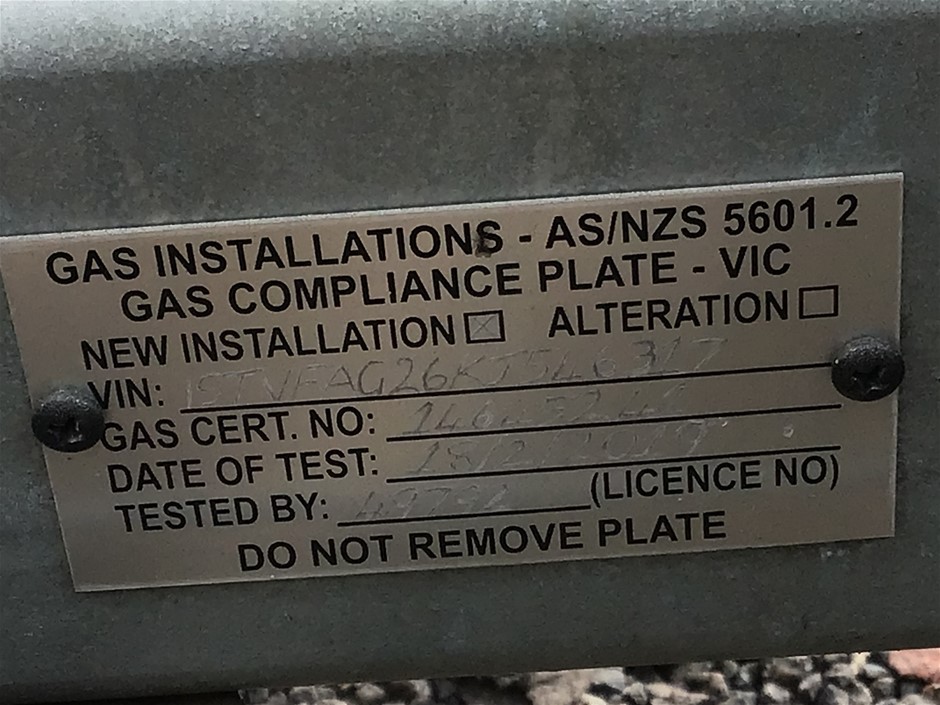 GAS INSTALLATIONS - AS/NZS 5601.2
GAS COMPLIANCE PLATE - VIC
NEW INSTALLATION ☒ ALTERATION ☐
VIN:
GAS CERT. NO:
DATE OF TEST:
TESTED BY: (LICENCE NO)
DO NOT REMOVE PLATE